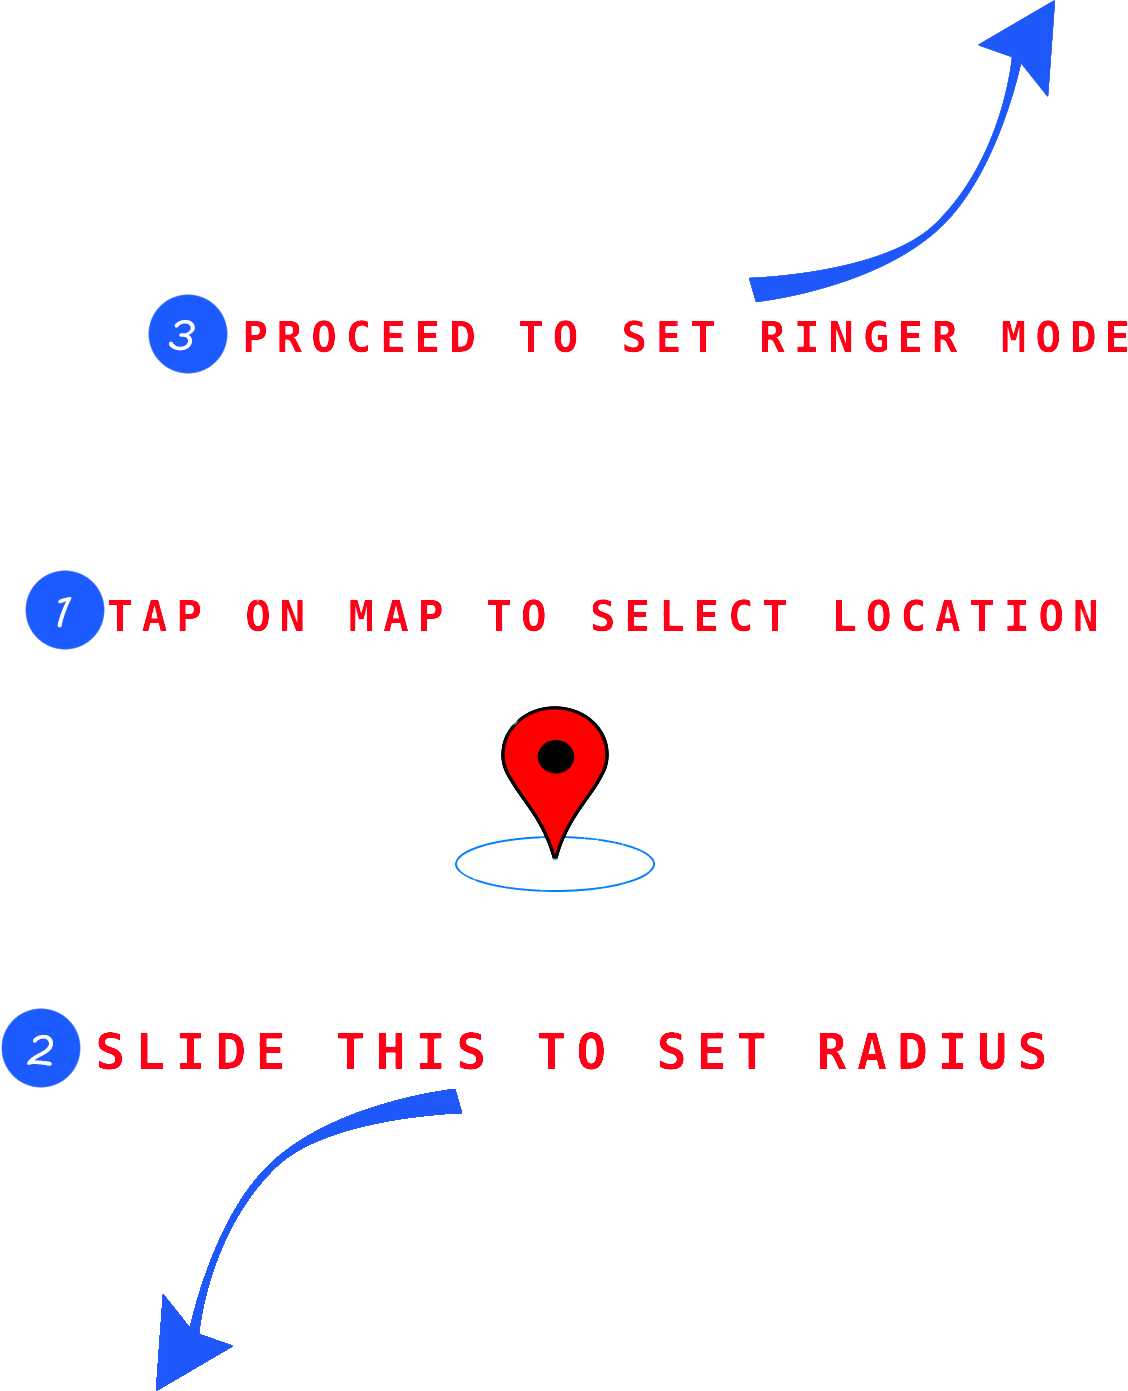 3 PROCEED TO SET RINGER MODE
1 TAP ON MAP TO SELECT LOCATION
2 SLIDE THIS TO SET RADIUS